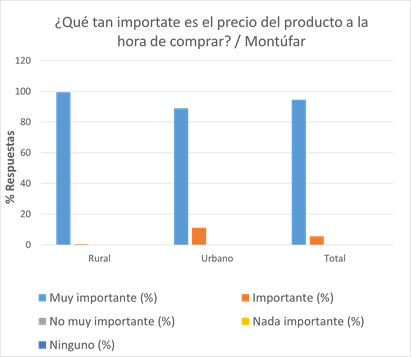 ¿Qué tan importate es el precio del producto a la
hora de comprar? / Montúfar
% Respuestas
120
100
80
60
40
20
0
Rural
Urbano
Total
Muy importante (%)
Importante (%)
No muy importante (%)
Nada importante (%)
Ninguno (%)